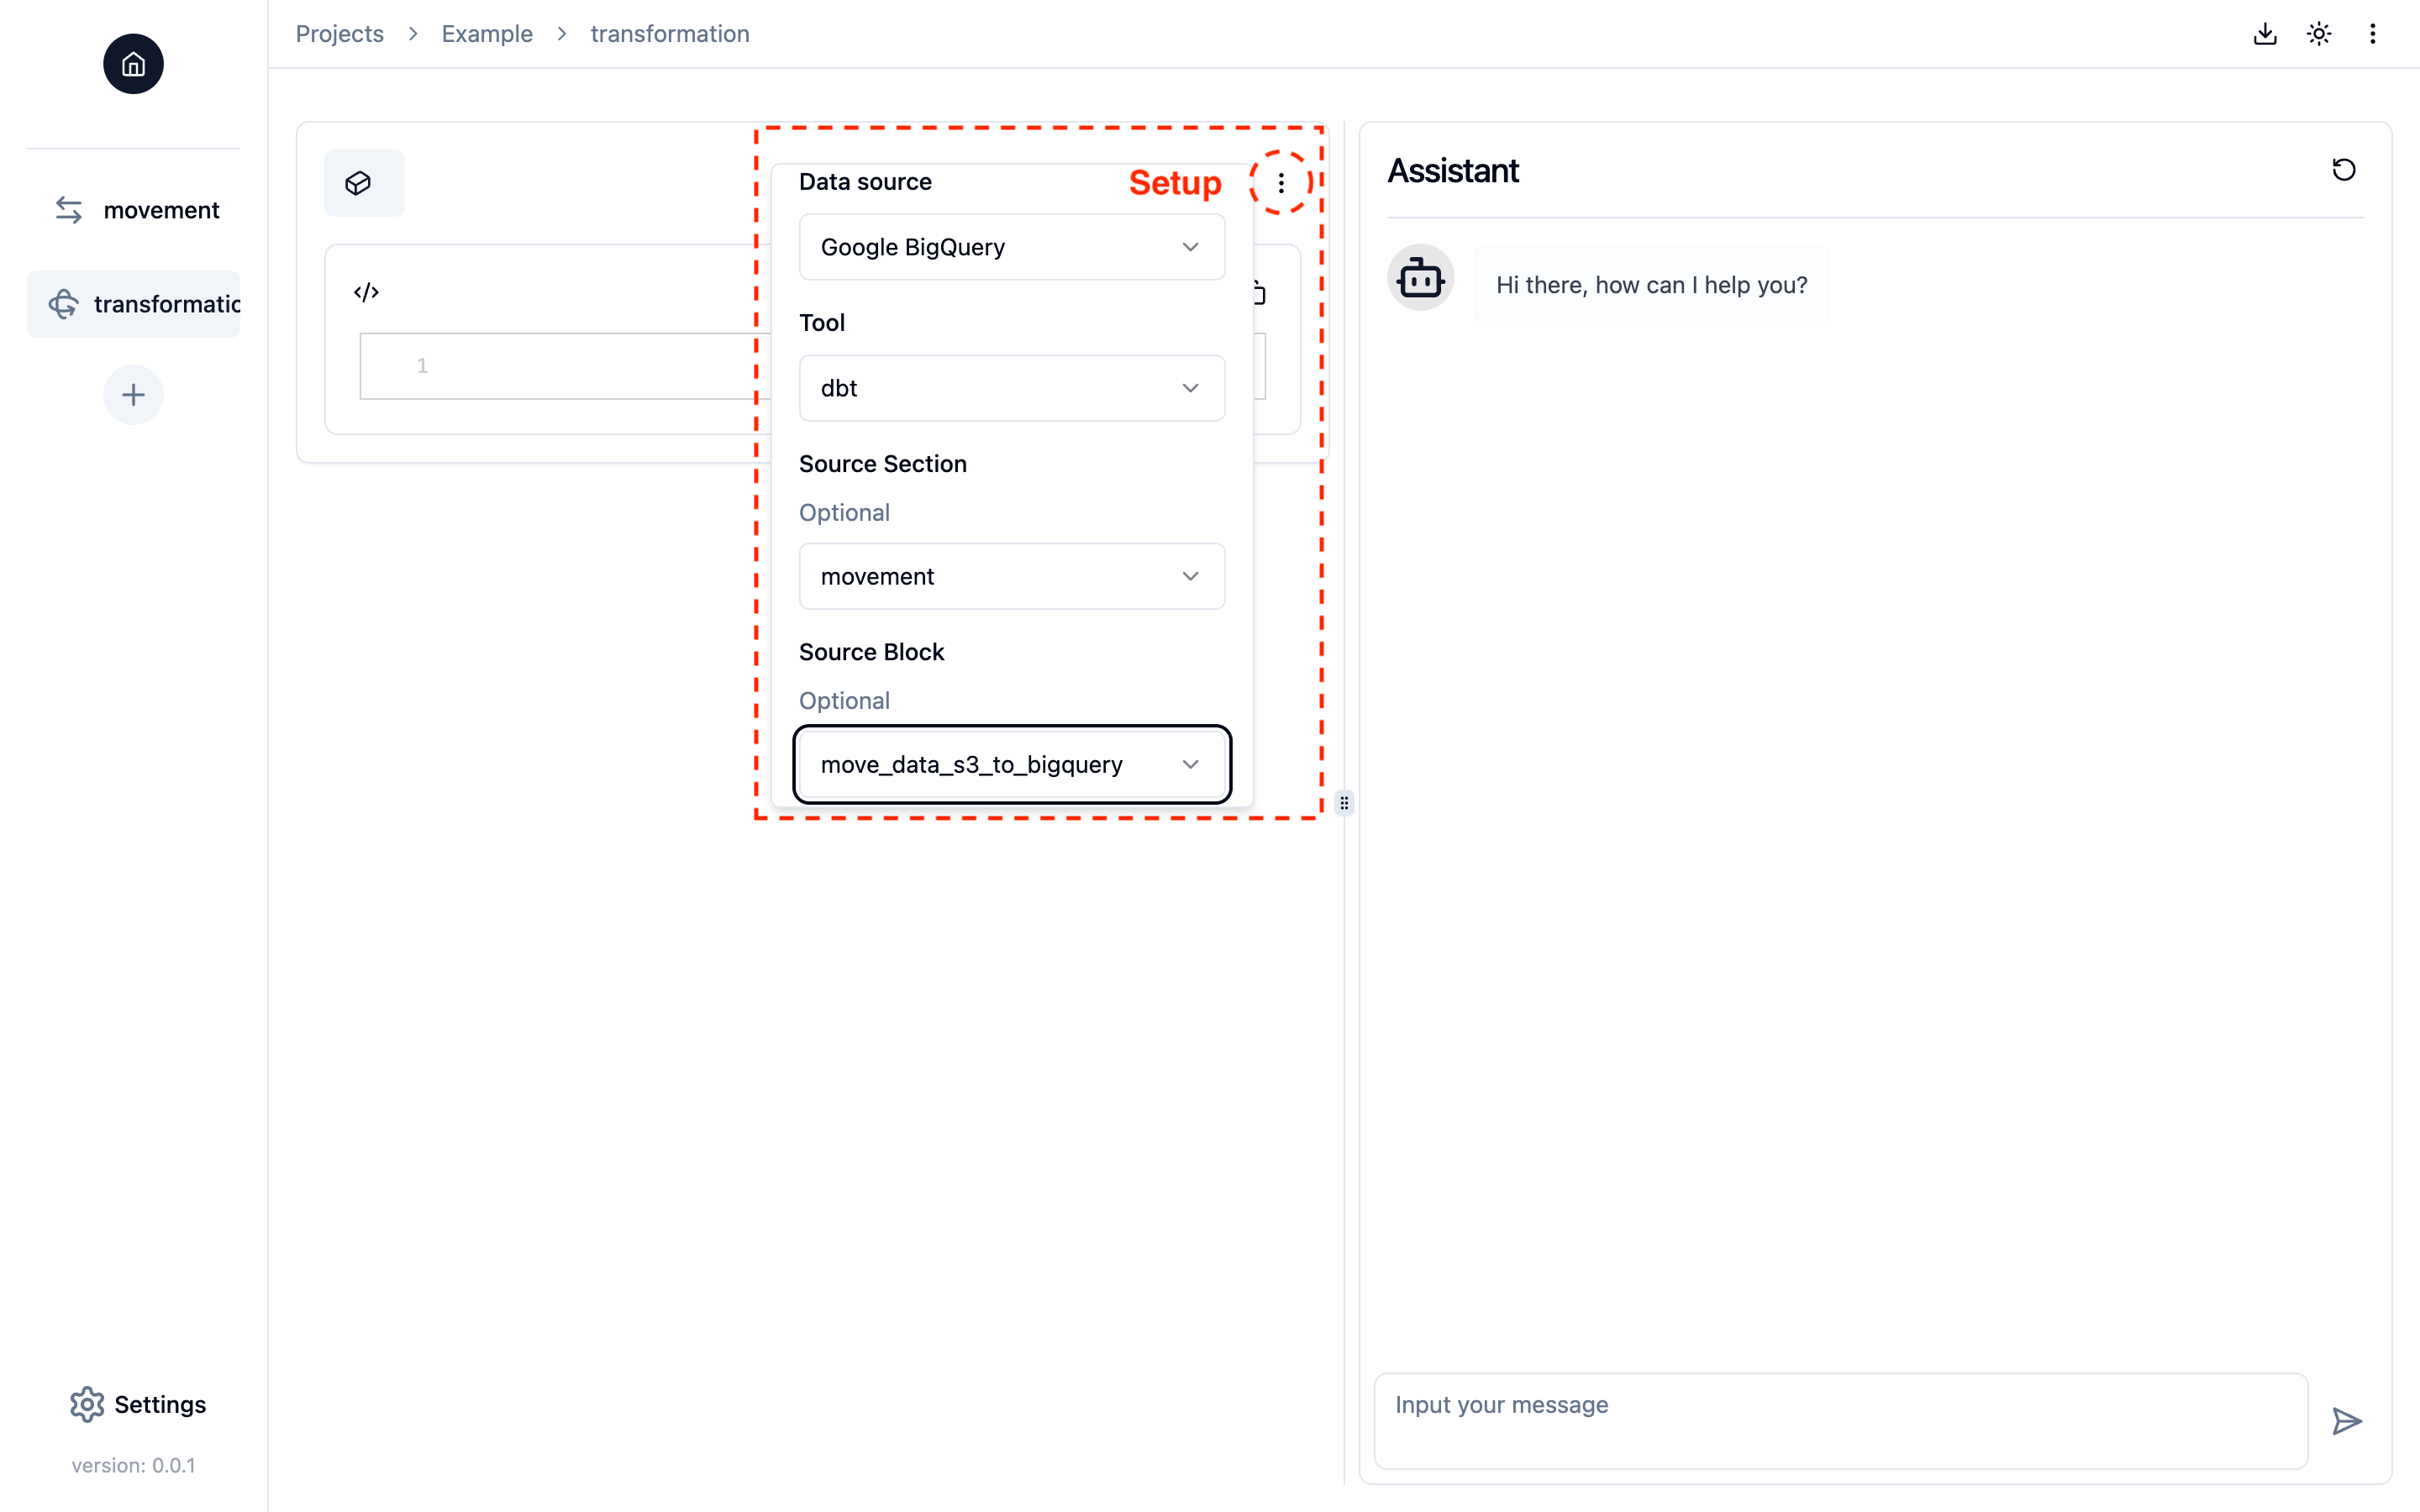 Projects > Example > transformation
movement
transformatic
Data source
Setup
Google BigQuery
Tool
dbt
1
Source Section
Optional
movement
Source Block
Optional
move_data_s3_to_bigquery
Assistant
Hi there, how can I help you?
Input your message
Settings
version: 0.0.1